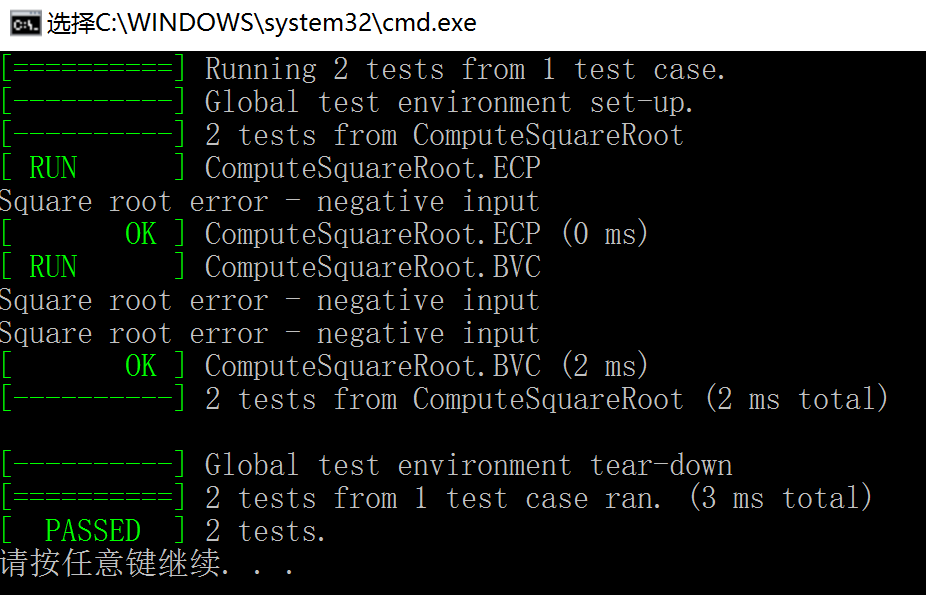 选择C:\WINDOWS\system32\cmd.exe
[==========] Running 2 tests from 1 test case.
[----------] Global test environment set-up.
[----------] 2 tests from ComputeSquareRoot
[ RUN      ] ComputeSquareRoot.ECP
Square root error - negative input
[       OK ] ComputeSquareRoot.ECP (0 ms)
[ RUN      ] ComputeSquareRoot.BVC
Square root error - negative input
Square root error - negative input
[       OK ] ComputeSquareRoot.BVC (2 ms)
[----------] 2 tests from ComputeSquareRoot (2 ms total)
[----------] Global test environment tear-down
[==========] 2 tests from 1 test case ran. (3 ms total)
[  PASSED  ] 2 tests.
请按任意键继续. . .